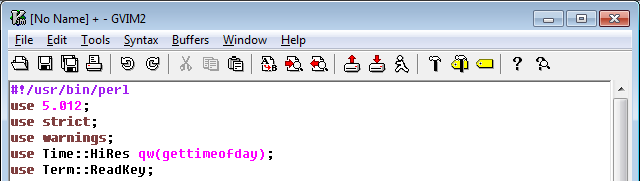 [No Name] + - GVIM2
File Edit Tools Syntax Buffers Window Help
#!/usr/bin/perl
use 5.012;
use strict;
use warnings;
use Time::HiRes qw(gettimeofday);
use Term::ReadKey;